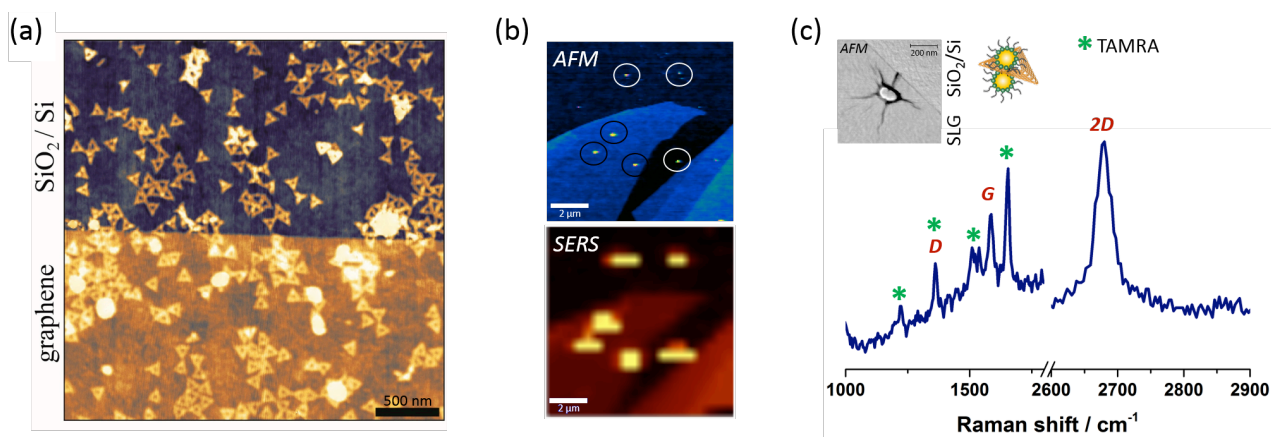 (a)
SiO2 / Si
graphene
500 nm
(b)
AFM
2 µm
SERS
2 µm
(c)
AFM
200 nm
SiO2/Si
SLG
* TAMRA
*
*
D
*
G
*
2D
1000
1500
2600
2700
2800
2900
Raman shift / cm-1